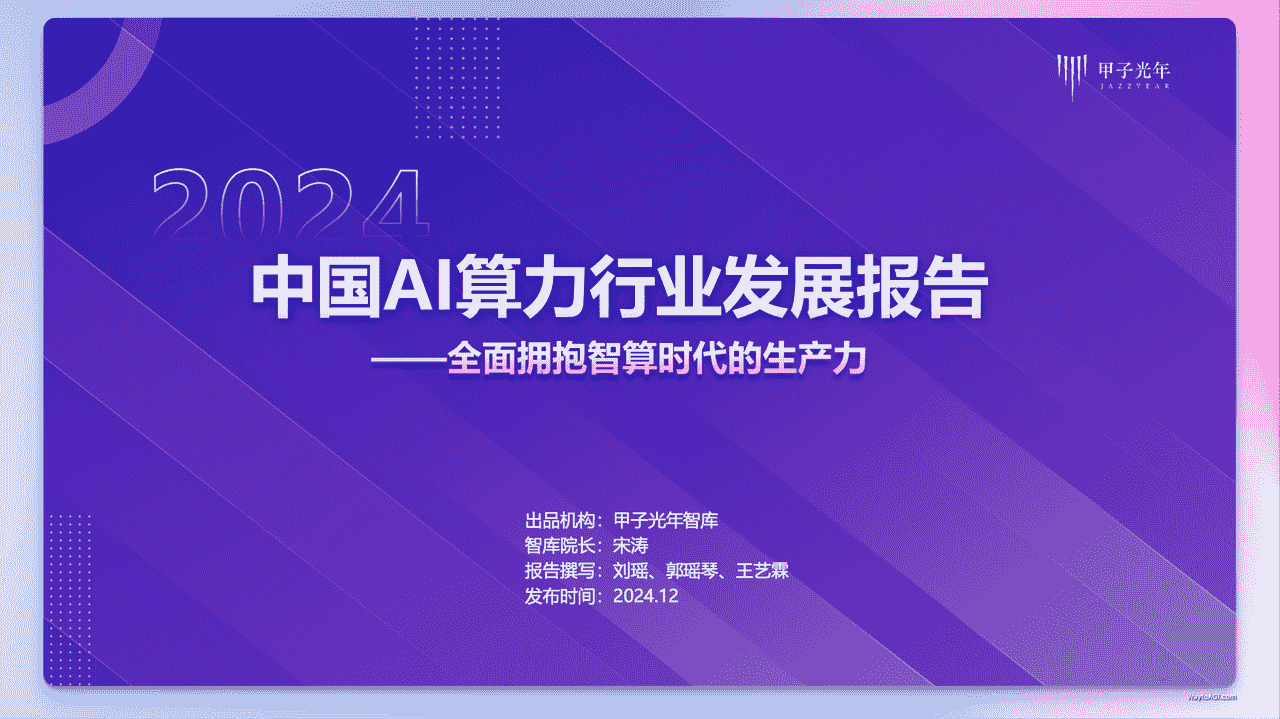 甲子光年
JAZZYEAR
2024
中国AI算力行业发展报告
——全面拥抱智算时代的生产力
出品机构：甲子光年智库
智库院长：宋涛
报告撰写：刘瑶、郭瑶琴、王艺霖
发布时间：2024.12
WaytoAGI.com